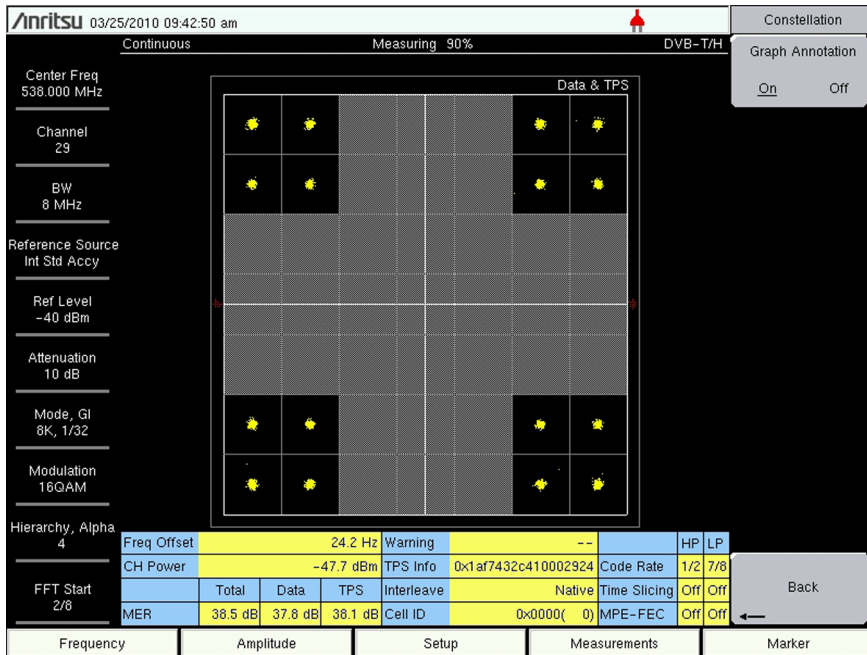 Anritsu 03/25/2010 09:42:50 am
Constellation
Continuous Measuring 90% DVB-T/H
Graph Annotation
On Off
Data & TPS
Center Freq
538.000 MHz
Channel
29
BW
8 MHz
Reference Source
Int Std Accy
Ref Level
-40 dBm
Attenuation
10 dB
Mode, GI
8K, 1/32
Modulation
16QAM
Hierarchy, Alpha
4
FFT Start
2/8
Freq Offset 24.2 Hz Warning -- HP LP
CH Power -47.7 dBm TPS Info 0x1af7432c410002924 Code Rate 1/2 7/8
Total Data TPS Interleave Native Time Slicing Off Off
MER 38.5 dB 37.8 dB 38.1 dB Cell ID 0x0000( 0) MPE-FEC Off Off
Back
Frequency Amplitude Setup Measurements Marker